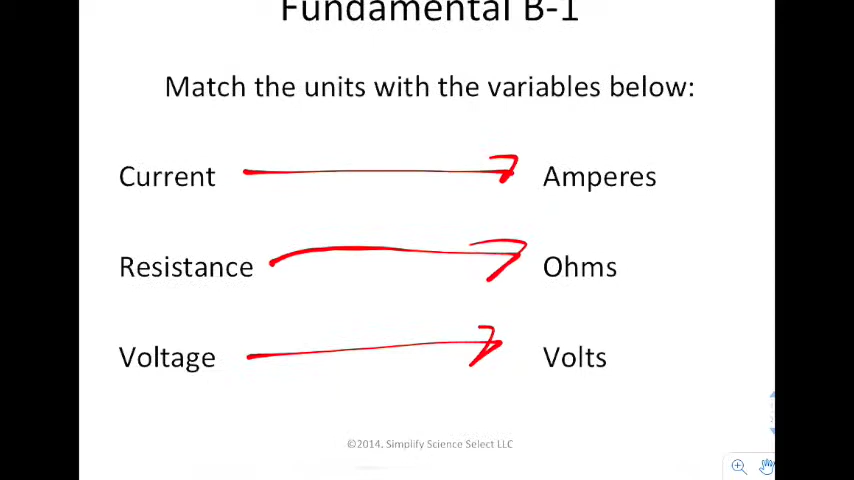 Fundamental B-1
Match the units with the variables below:
Current Amperes
Resistance Ohms
Voltage Volts
©2014. Simplify Science Select LLC